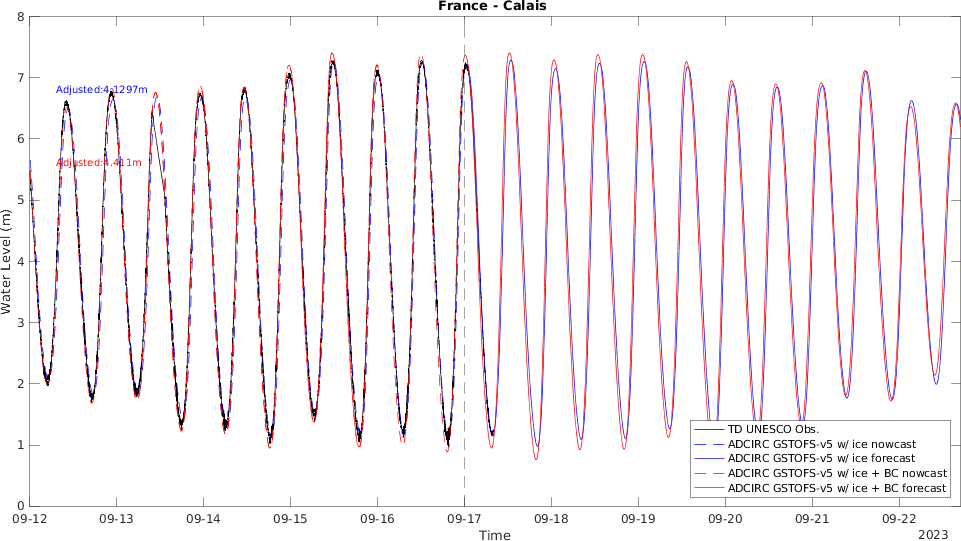 France - Calais
8
7
6
5
4
3
2
1
0
Water Level (m)
Adjusted:4.1297m
Adjusted:4.411m
TD UNESCO Obs.
ADCIRC GSTOFS-v5 w/ ice nowcast
ADCIRC GSTOFS-v5 w/ ice forecast
ADCIRC GSTOFS-v5 w/ ice + BC nowcast
ADCIRC GSTOFS-v5 w/ ice + BC forecast
09-12 09-13 09-14 09-15 09-16 09-17 09-18 09-19 09-20 09-21 09-22
Time
2023